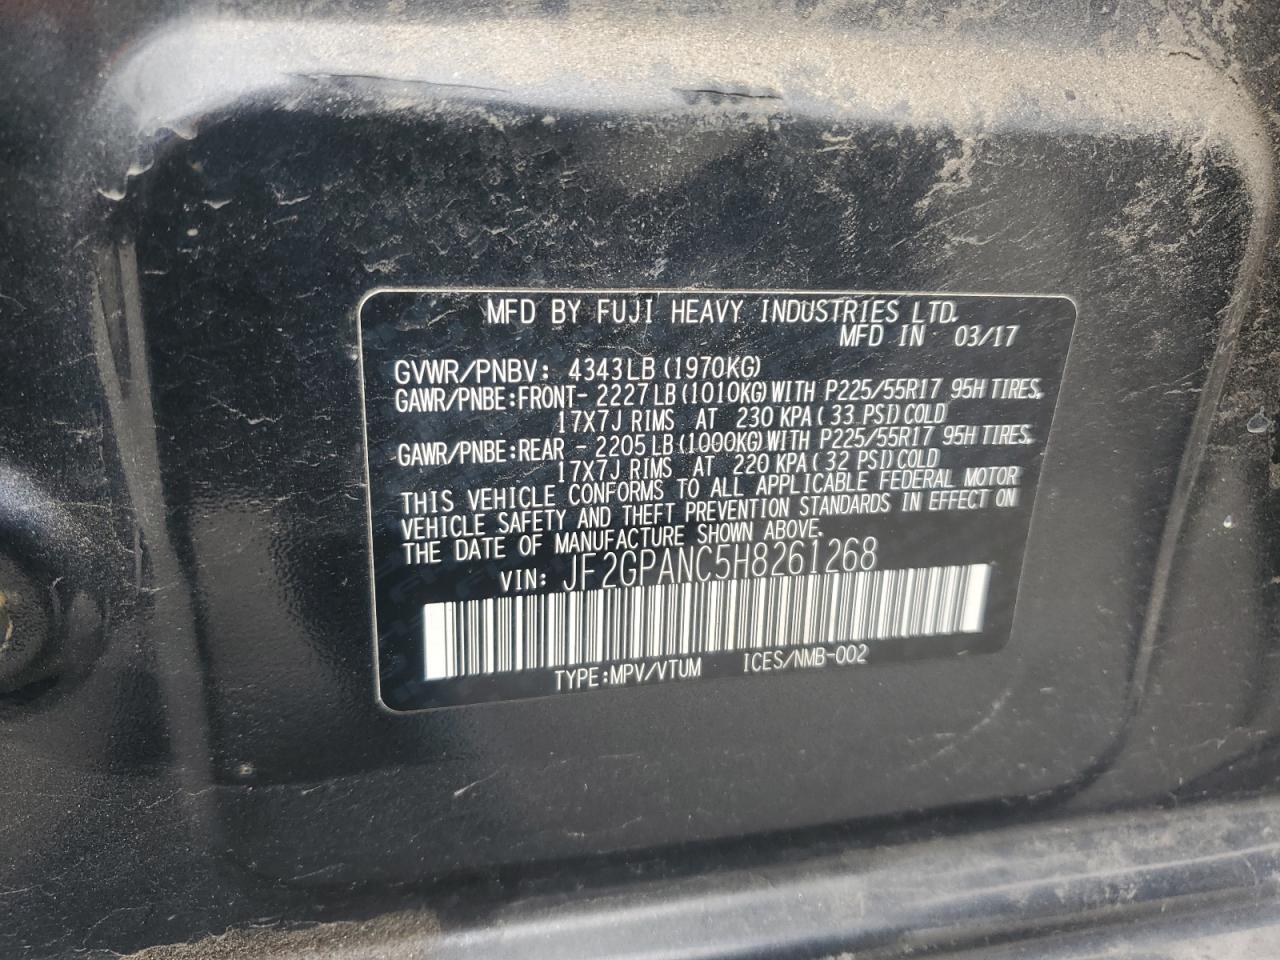 MFD BY FUJI HEAVY INDUSTRIES LTD.
MFD IN 03/17
GVWR/PNBV: 4343LB (1970KG)
GAWR/PNBE:FRONT- 2227LB (1010KG) WITH P225/55R17 95H TIRES,
17X7J RIMS AT 230 KPA ( 33 PSI) COLD
GAWR/PNBE:REAR - 2205LB (1000KG) WITH P225/55R17 95H TIRES,
17X7J RIMS AT 220 KPA ( 32 PSI) COLD
THIS VEHICLE CONFORMS TO ALL APPLICABLE FEDERAL MOTOR
VEHICLE SAFETY AND THEFT PREVENTION STANDARDS IN EFFECT ON
THE DATE OF MANUFACTURE SHOWN ABOVE.
VIN: JF2GPANC5H8261268
TYPE:MPV/VTUM ICES/NMB-002